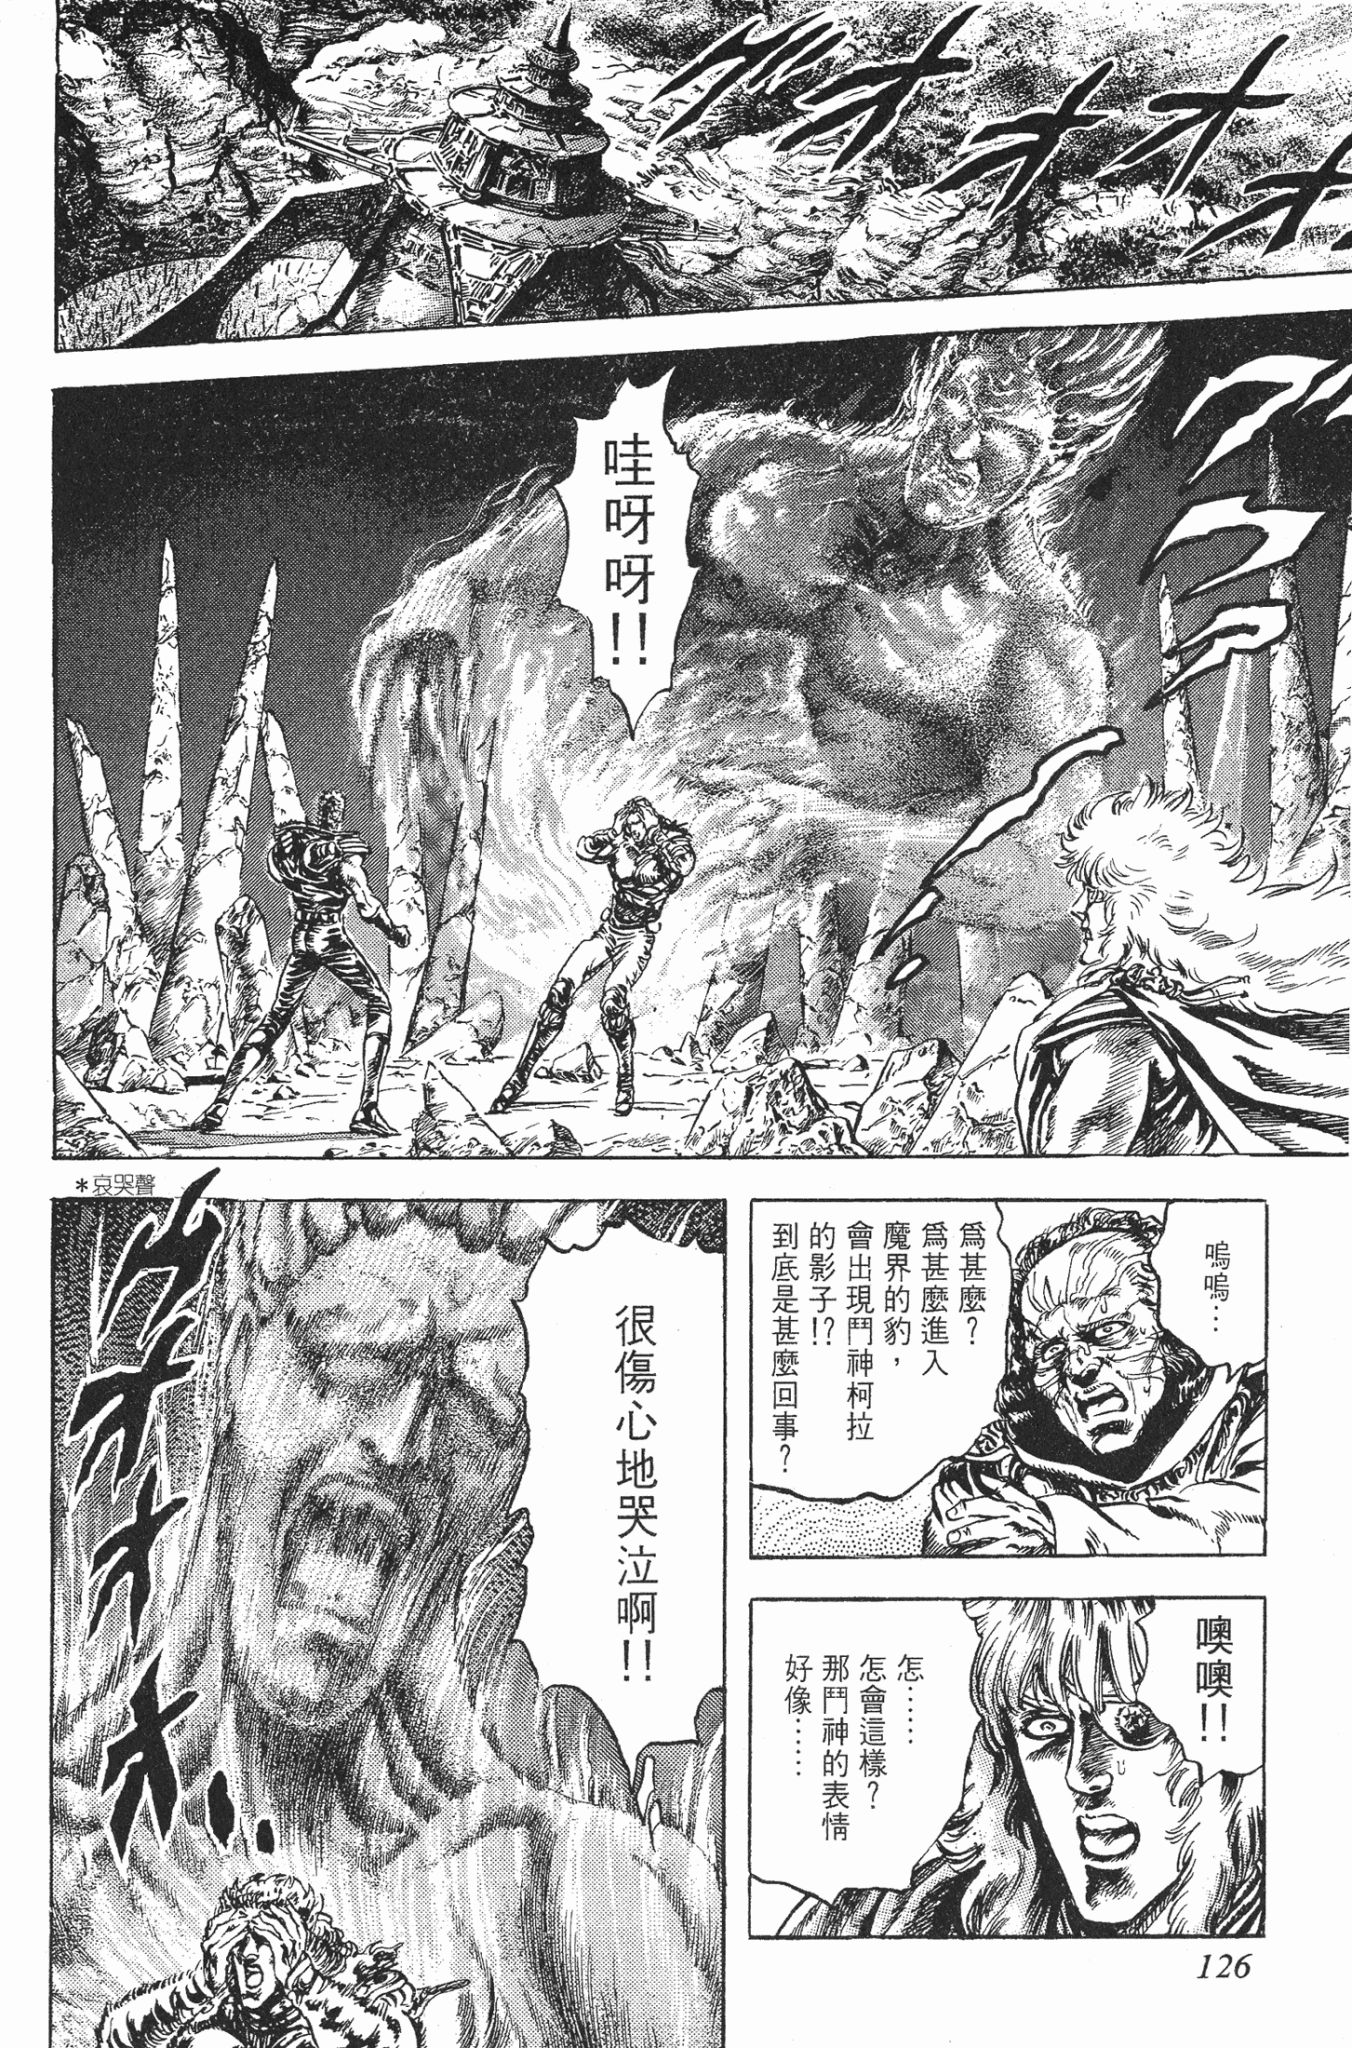 グオオオオオ
哇呀呀!!
嗚嗚…
為甚麼?
為甚麼進入
魔界的豹,
會出現鬥神柯拉
的影子!?
到底是甚麼回事?
噢噢!!
怎……
怎會這樣?
那鬥神的表情
好像……
很傷心地哭泣啊!!
*哀哭聲
オオオオ
126